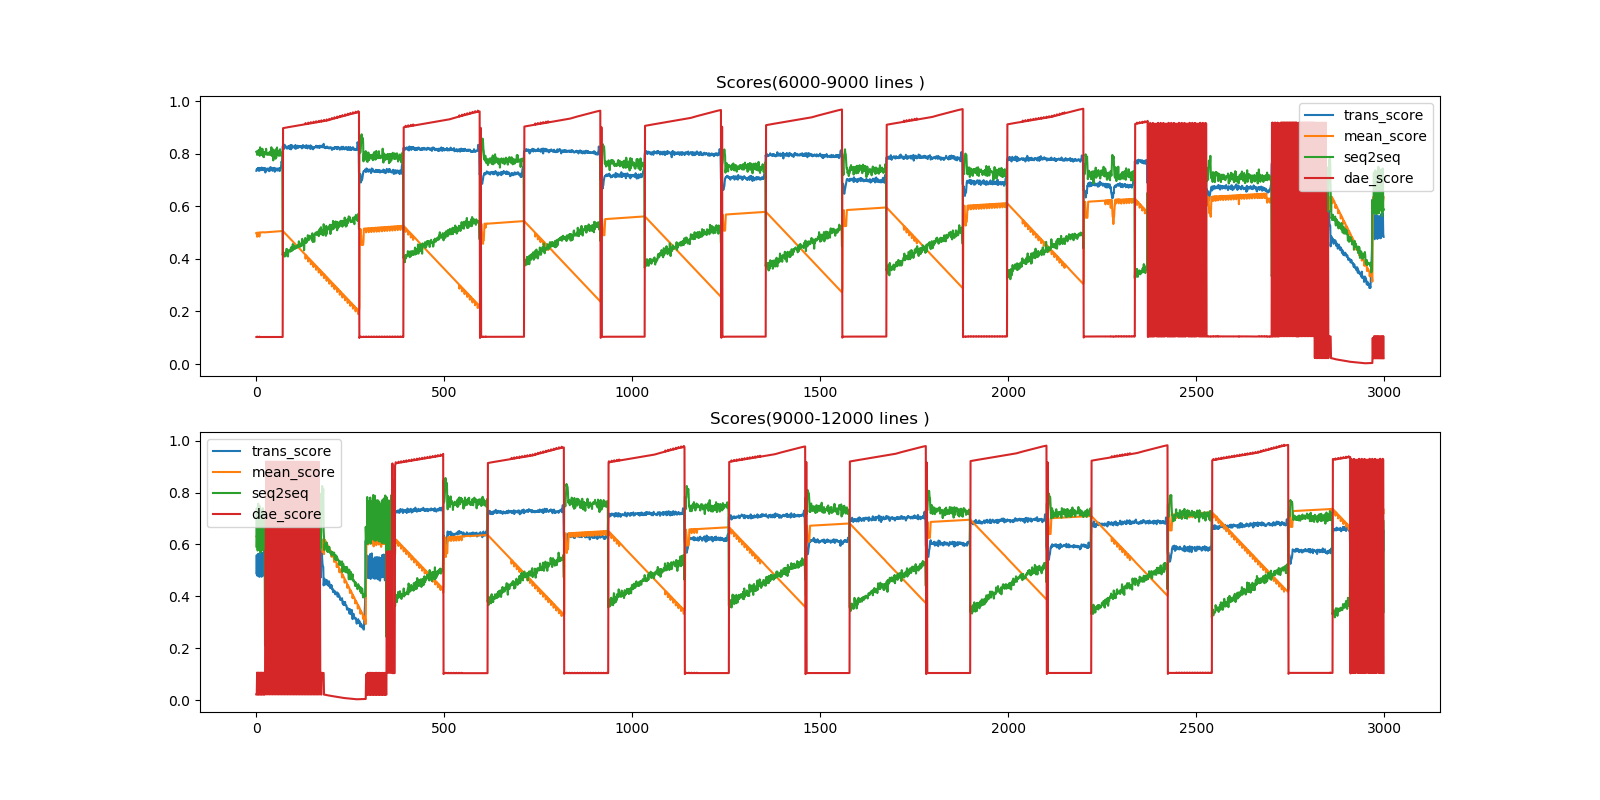 Scores(6000-9000 lines )
1.0
0.8
0.6
0.4
0.2
0.0
trans_score
mean_score
seq2seq
dae_score
0 500 1000 1500 2000 2500 3000
Scores(9000-12000 lines )
1.0
0.8
0.6
0.4
0.2
0.0
trans_score
mean_score
seq2seq
dae_score
0 500 1000 1500 2000 2500 3000